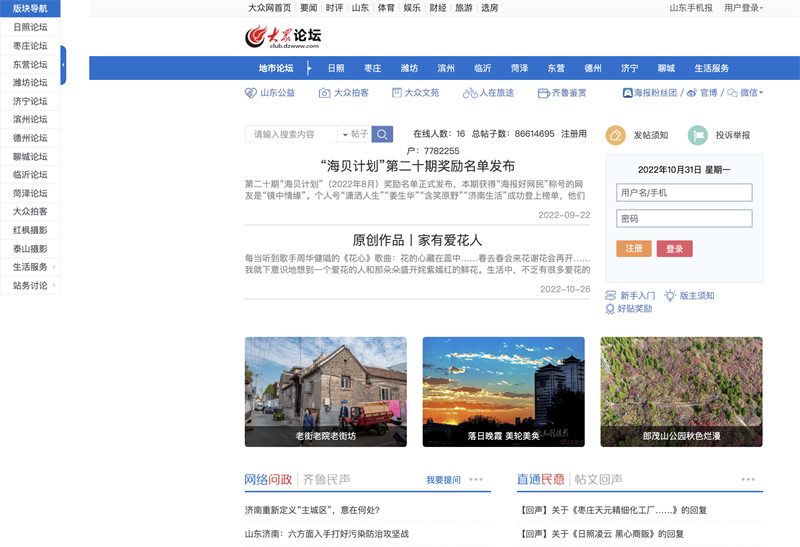 版块导航
日照论坛
枣庄论坛
东营论坛
潍坊论坛
济宁论坛
滨州论坛
德州论坛
聊城论坛
临沂论坛
菏泽论坛
大众拍客
红枫摄影
泰山摄影
生活服务
站务讨论
大众网首页 要闻 时评 山东 体育 娱乐 财经 旅游 选房
山东手机报 用户登录
大众论坛
club.dzwww.com
地市论坛 日照 枣庄 潍坊 滨州 临沂 菏泽 东营 德州 济宁 聊城 生活服务
山东公益 大众拍客 大众文苑 人在旅途 齐鲁鉴赏
海报粉丝团 / 官博 / 微信
请输入搜索内容 帖子
在线人数：16 总帖子数：86614695 注册用
户：7782255
“海贝计划”第二十期奖励名单发布
第二十期“海贝计划”（2022年8月）奖励名单正式发布，本期获得“海报好网民”称号的网
友是“镜中情缘”。个人号“潇洒人生”“姜生华”“含笑原野”“济南生活”成功登上榜单，他们
2022-09-22
原创作品丨家有爱花人
每当听到歌手周华健唱的《花心》歌曲：花的心藏在蕊中……春去春会来花谢花会再开……
我就下意识地想到一个爱花的人和那朵朵盛开姹紫嫣红的鲜花。生活中，不乏有很多爱花的
2022-10-26
发帖须知 投诉举报
2022年10月31日 星期一
用户名/手机
密码
注册 登录
新手入门 版主须知
好贴奖励
老街老院老街坊
落日晚霞 美轮美奂
郎茂山公园秋色烂漫
网络问政 齐鲁民声 我要提问
济南重新定义“主城区”，意在何处?
山东济南：六方面入手打好污染防治攻坚战
直通民意 帖文回声
【回声】关于《枣庄天元精细化工厂……》的回复
【回声】关于《日照凌云 黑心商贩》的回复